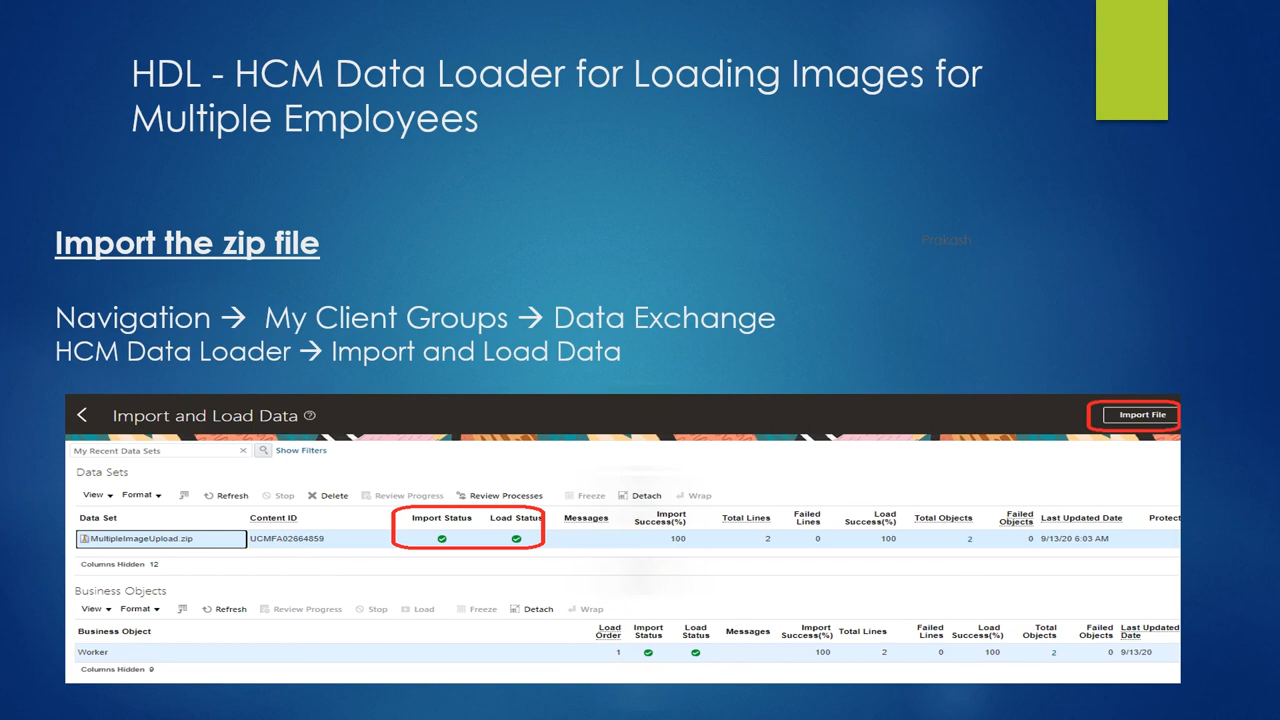 HDL - HCM Data Loader for Loading Images for
Multiple Employees
Import the zip file
Prakash
Navigation → My Client Groups → Data Exchange
HCM Data Loader → Import and Load Data
Import and Load Data
Import File
My Recent Data Sets × Show Filters
Data Sets
View Format Refresh Stop Delete Review Progress Review Processes Freeze Detach Wrap
Data Set Content ID Import Status Load Status Messages Import Success(%) Total Lines Failed Lines Load Success(%) Total Objects Failed Objects Last Updated Date Protect
MultipleImageUpload.zip UCMFA02664859 100 2 0 100 2 0 9/13/20 6:03 AM
Columns Hidden 12
Business Objects
View Format Refresh Review Progress Stop Load Freeze Detach Wrap
Business Object Load Order Import Status Load Status Messages Import Success(%) Total Lines Failed Lines Load Success(%) Total Objects Failed Objects Last Updated Date
Worker 1 100 2 0 100 2 0 9/13/20
Columns Hidden 9